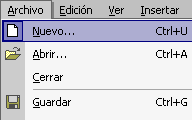 Archivo Edición Ver Insertar
Nuevo... Ctrl+U
Abrir... Ctrl+A
Cerrar
Guardar Ctrl+G